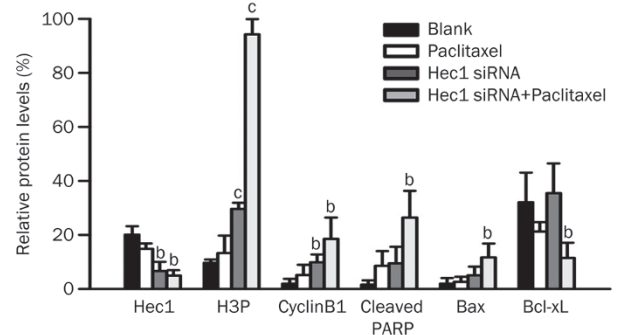 Relative protein levels (%)
100
80
60
40
20
0
Blank
Paclitaxel
Hec1 siRNA
Hec1 siRNA+Paclitaxel
b b
c c
b b
b
b
b
Hec1 H3P CyclinB1 Cleaved PARP Bax Bcl-xL